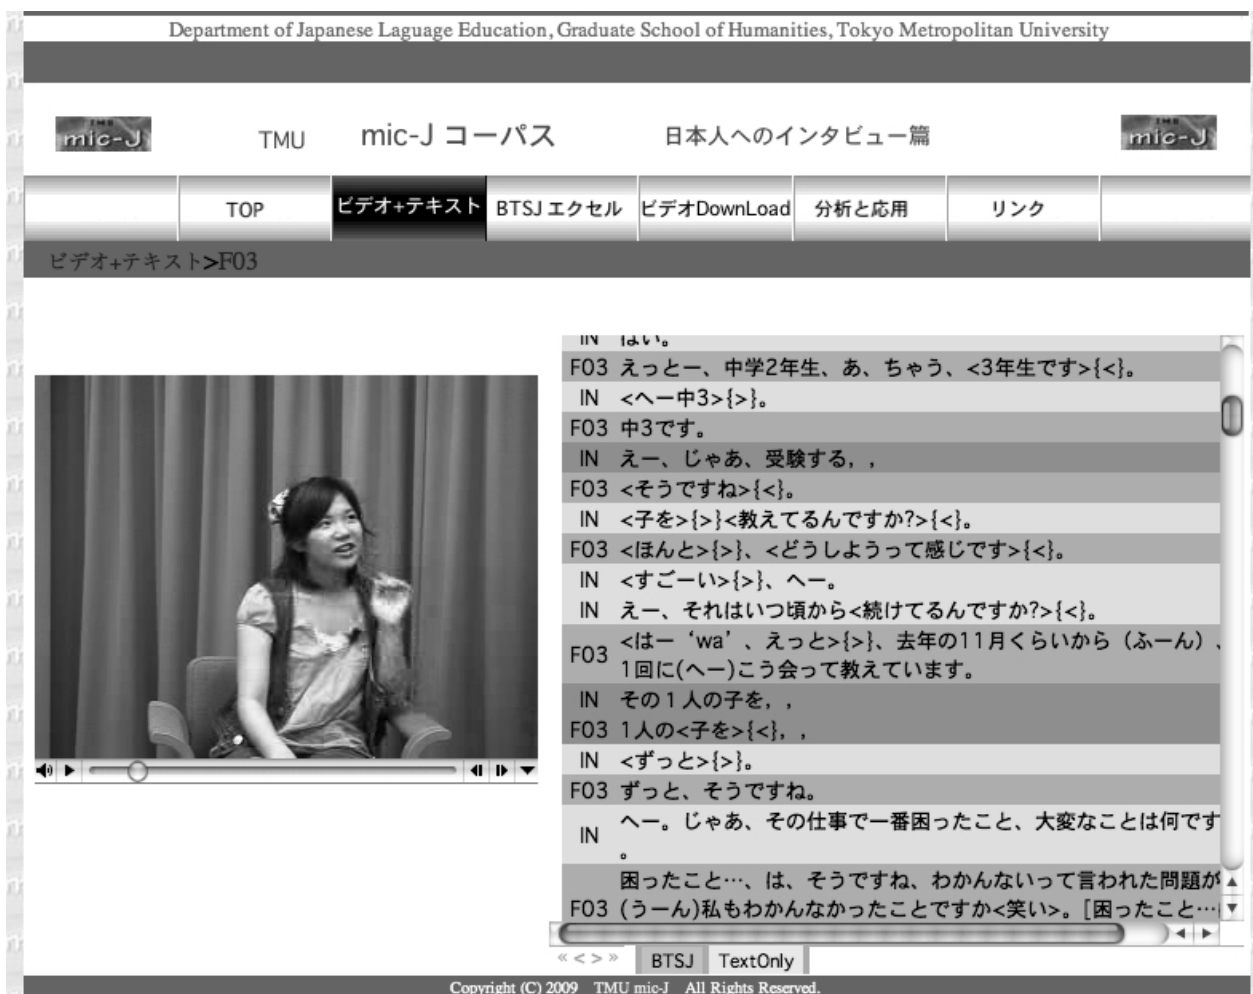 Department of Japanese Laguage Education, Graduate School of Humanities, Tokyo Metropolitan University
mic-J TMU mic-J コーパス 日本人へのインタビュー篇 mic-J
TOP ビデオ+テキスト BTSJ エクセル ビデオDownLoad 分析と応用 リンク
ビデオ+テキスト>F03
IN はい。
F03 えっとー、中学2年生、あ、ちゃう、<3年生です>{<}。
IN <へー中3>{>}。
F03 中3です。
IN えー、じゃあ、受験する, ,
F03 <そうですね>{<}。
IN <子を>{>}<教えてるんですか?>{<}。
F03 <ほんと>{>}、<どうしようって感じです>{<}。
IN <すごーい>{>}、へー。
IN えー、それはいつ頃から<続けてるんですか?>{<}。
F03 <はー‘wa’、えっと>{>}、去年の11月くらいから（ふーん）、
1回に(へー)こう会って教えています。
IN その１人の子を, ,
F03 1人の<子を>{<}, ,
IN <ずっと>{>}。
F03 ずっと、そうですね。
IN へー。じゃあ、その仕事で一番困ったこと、大変なことは何です
。
困ったこと…、は、そうですね、わかんないって言われた問題が
F03 (うーん)私もわかんなかったことですか<笑い>。[困ったこと…
« < > » BTSJ TextOnly
Copyright (C) 2009 TMU mic-J All Rights Reserved.